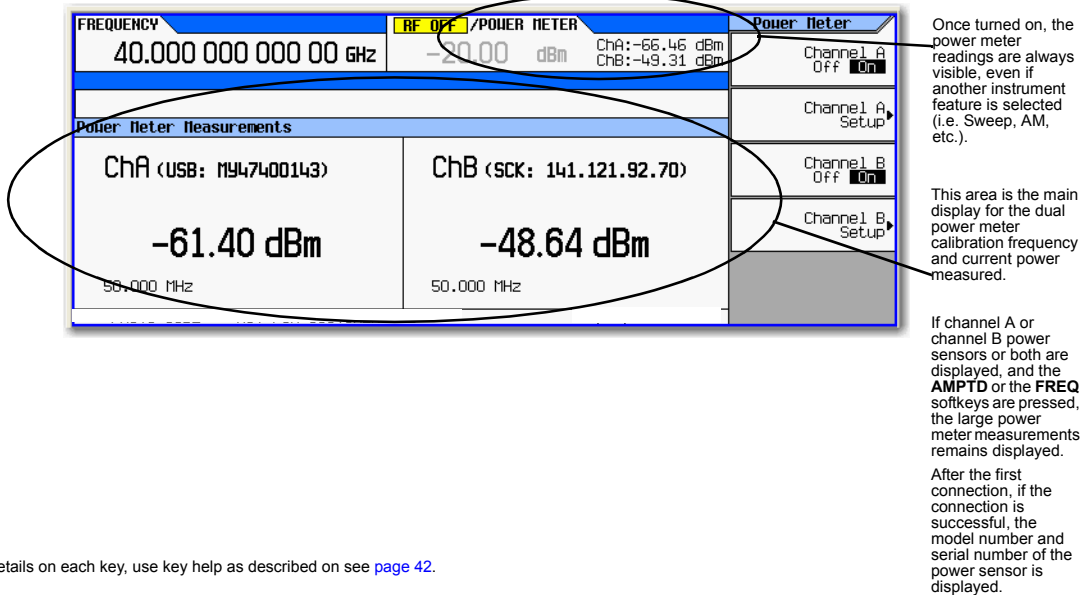 FREQUENCY
40.000 000 000 00 GHz
RF OFF /POWER METER
-20.00 dBm
ChA:-66.46 dBm
ChB:-49.31 dBm
Power Meter
Channel A
Off On
Channel A
Setup
Channel B
Off On
Channel B
Setup
Power Meter Measurements
ChA (USB: MY47400143)
-61.40 dBm
50.000 MHz
ChB (SCK: 141.121.92.70)
-48.64 dBm
50.000 MHz
Once turned on, the
power meter
readings are always
visible, even if
another instrument
feature is selected
(i.e. Sweep, AM,
etc.).
This area is the main
display for the dual
power meter
calibration frequency
and current power
measured.
If channel A or
channel B power
sensors or both are
displayed, and the
AMPTD or the FREQ
softkeys are pressed,
the large power
meter measurements
remains displayed.
After the first
connection, if the
connection is
successful, the
model number and
serial number of the
power sensor is
displayed.
etails on each key, use key help as described on see page 42.